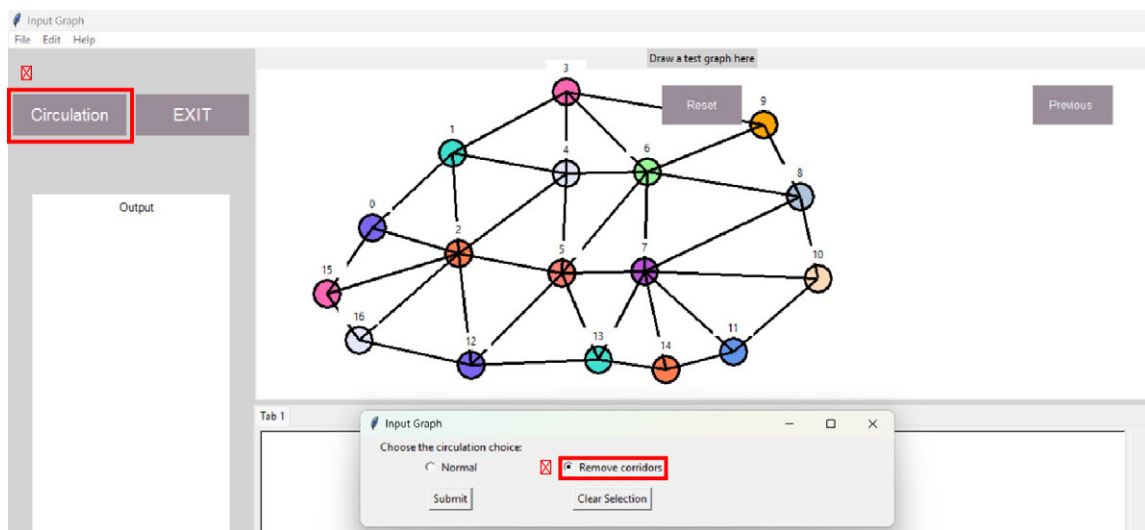 Input Graph
File Edit Help
Draw a test graph here
Circulation
EXIT
Reset
Previous
Output
3
9
1
4
6
8
0
2
5
7
10
15
16
12
13
14
11
Tab 1
Input Graph
Choose the circulation choice:
Normal
Remove corridors
Submit
Clear Selection